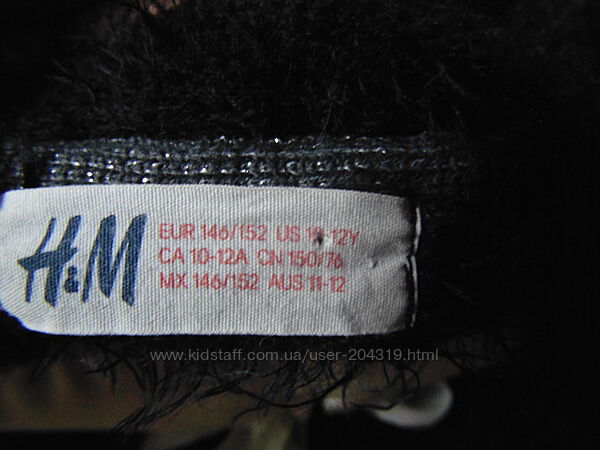 H&M
EUR 146/152 US 10-12Y
CA 10-12A CN 150/76
MX 146/152 AUS 11-12
www.kidstaff.com.ua/user-204319.html